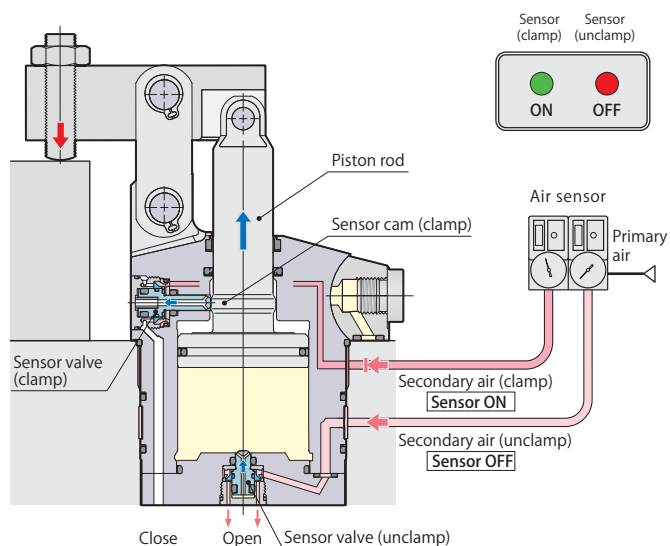 Sensor
(clamp)
Sensor
(unclamp)
ON
OFF
Piston rod
Air sensor
Sensor cam (clamp)
Primary
air
Sensor valve
(clamp)
Secondary air (clamp)
Sensor ON
Secondary air (unclamp)
Sensor OFF
Close
Open
Sensor valve (unclamp)